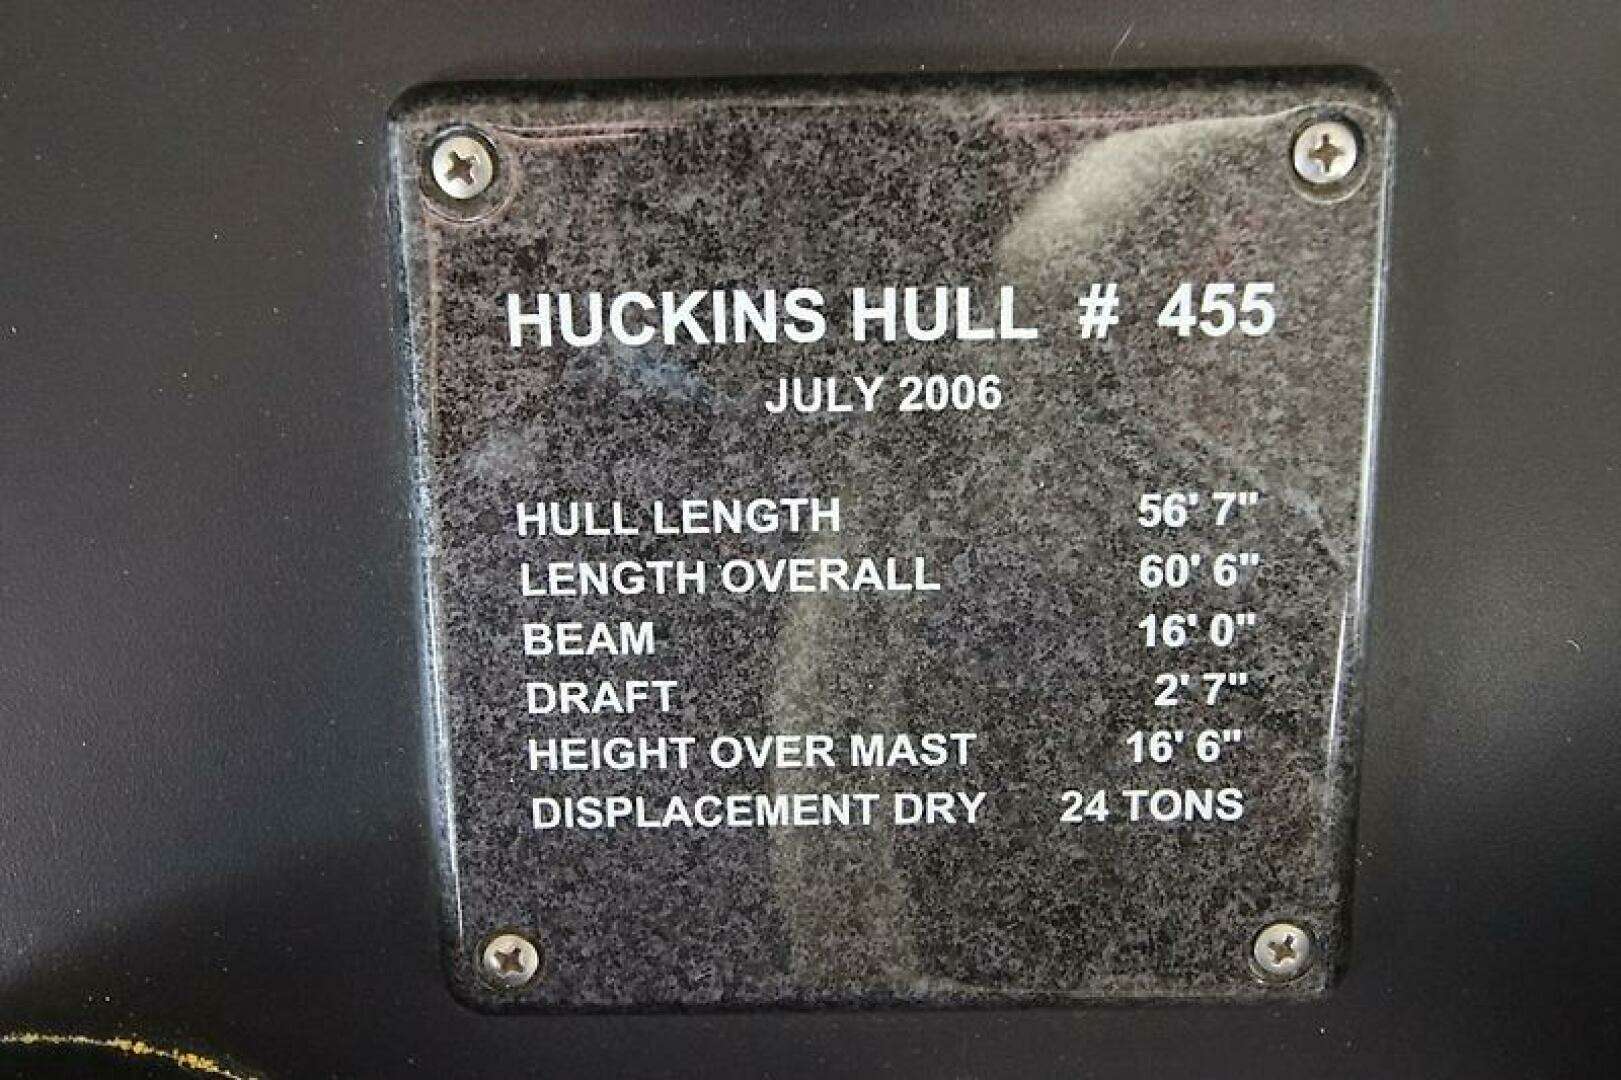 HUCKINS HULL # 455
JULY 2006
HULL LENGTH 56' 7"
LENGTH OVERALL 60' 6"
BEAM 16' 0"
DRAFT 2' 7"
HEIGHT OVER MAST 16' 6"
DISPLACEMENT DRY 24 TONS